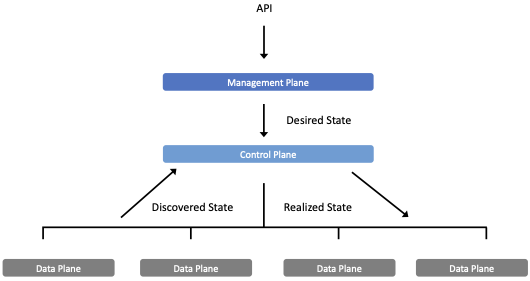 API
Management Plane
Desired State
Control Plane
Discovered State
Realized State
Data Plane
Data Plane
Data Plane
Data Plane